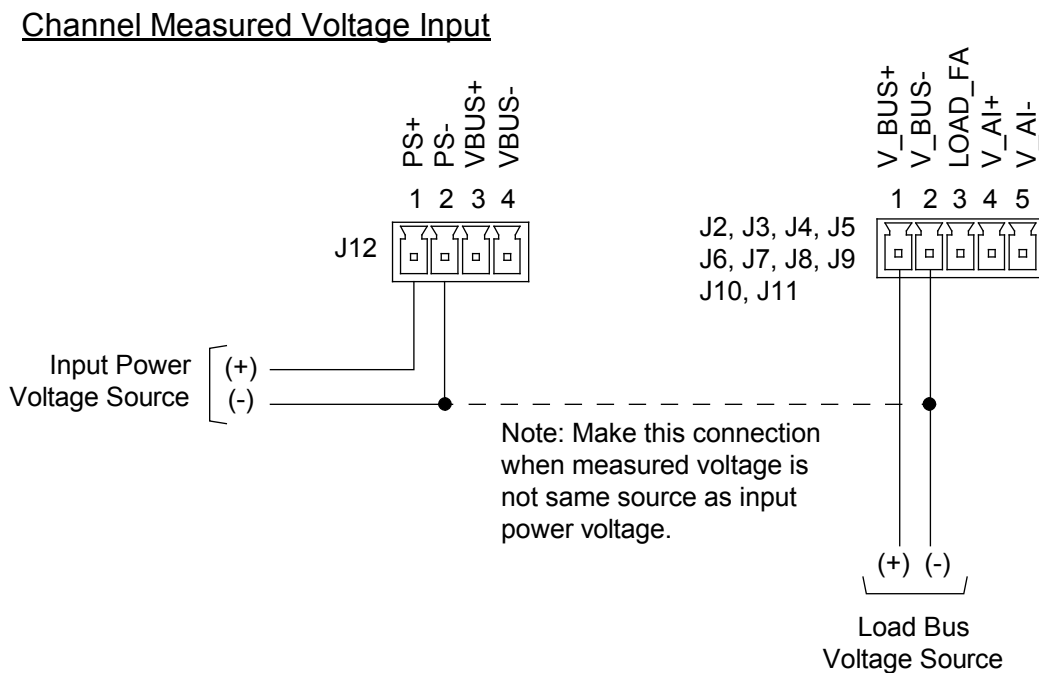 Channel Measured Voltage Input
PS+
PS-
VBUS+
VBUS-
1 2 3 4
J12
Input Power
Voltage Source
(+)
(-)
V_BUS+
V_BUS-
LOAD_FA
V_AI+
V_AI-
1 2 3 4 5
J2, J3, J4, J5
J6, J7, J8, J9
J10, J11
Note: Make this connection
when measured voltage is
not same source as input
power voltage.
(+) (-)
Load Bus
Voltage Source